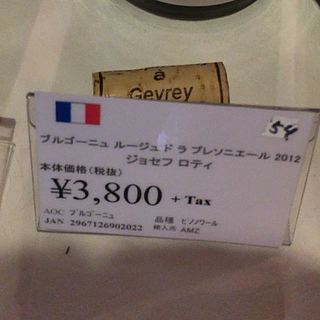 à
Gevrey
54
ブルゴーニュ ルージュ ド ラ プレソニエール 2012
ジョセフ ロティ
本体価格(税抜)
¥3,800 + Tax
AOC ブルゴーニュ 品種 ピノノワール
JAN 2967126902022 輸入元 AMZ